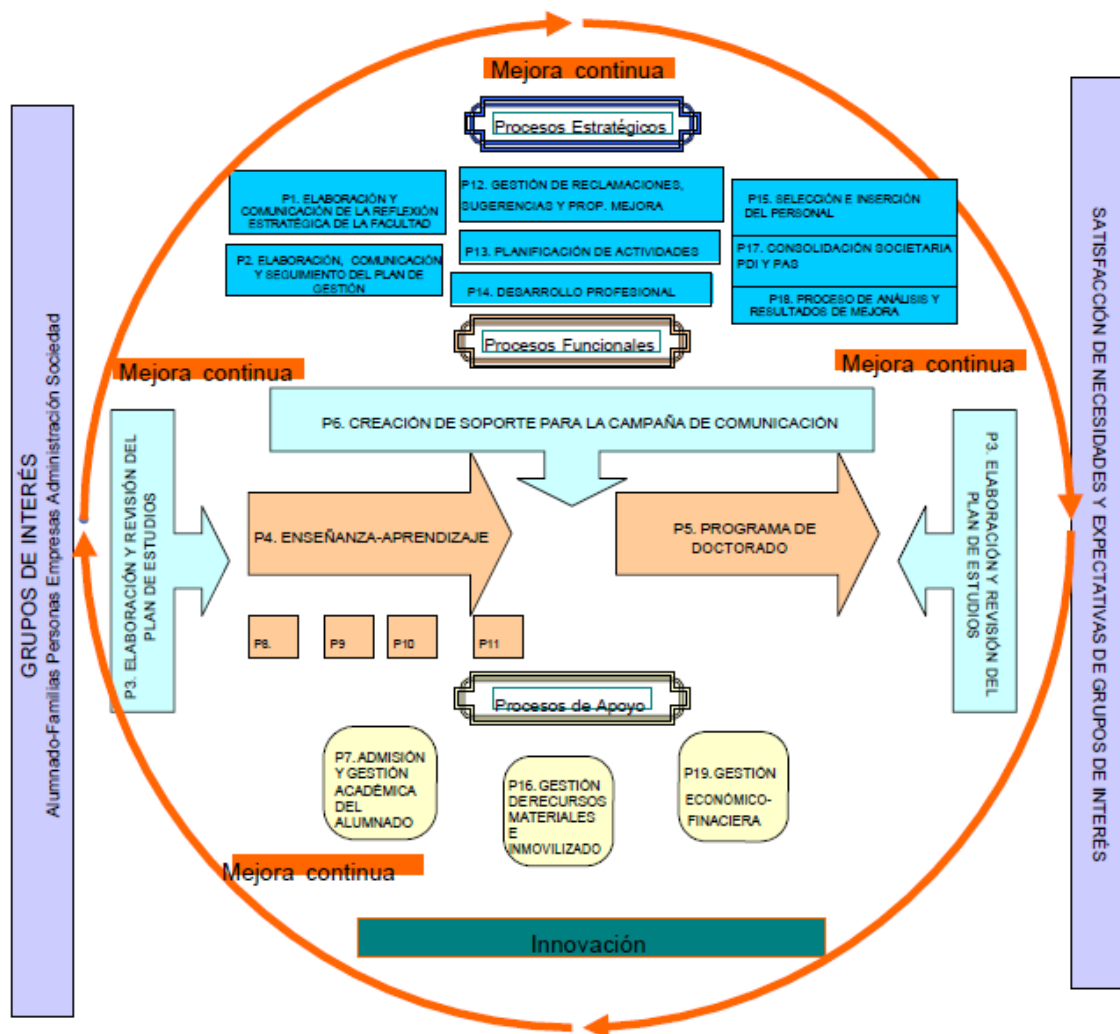 Mejora continua
Procesos Estratégicos
P1. ELABORACIÓN Y
COMUNICACIÓN DE LA REFLEXIÓN
ESTRATÉGICA DE LA FACULTAD
P2. ELABORACIÓN, COMUNICACIÓN
Y SEGUIMIENTO DEL PLAN DE
GESTIÓN
P12. GESTIÓN DE RECLAMACIONES,
SUGERENCIAS Y PROP. MEJORA
P13. PLANIFICACIÓN DE ACTIVIDADES
P14. DESARROLLO PROFESIONAL
P15. SELECCIÓN E INSERCIÓN
DEL PERSONAL
P17. CONSOLIDACIÓN SOCIETARIA
PDI Y PAS
P18. PROCESO DE ANÁLISIS Y
RESULTADOS DE MEJORA
Procesos Funcionales
Mejora continua
Mejora continua
GRUPOS DE INTERÉS
Alumnado-Familias Personas Empresas Administración Sociedad
P3. ELABORACIÓN Y REVISIÓN DEL
PLAN DE ESTUDIOS
P6. CREACIÓN DE SOPORTE PARA LA CAMPAÑA DE COMUNICACIÓN
P4. ENSEÑANZA-APRENDIZAJE
P5. PROGRAMA DE
DOCTORADO
P3. ELABORACIÓN Y REVISIÓN DEL
PLAN DE ESTUDIOS
SATISFACCIÓN DE NECESIDADES Y EXPECTATIVAS DE GRUPOS DE INTERÉS
P8.
P9
P10
P11
Procesos de Apoyo
P7. ADMISIÓN
Y GESTIÓN
ACADÉMICA
DEL
ALUMNADO
P16. GESTIÓN
DE RECURSOS
MATERIALES
E
INMOVILIZADO
P19. GESTIÓN
ECONÓMICO-
FINACIERA
Mejora continua
Innovación